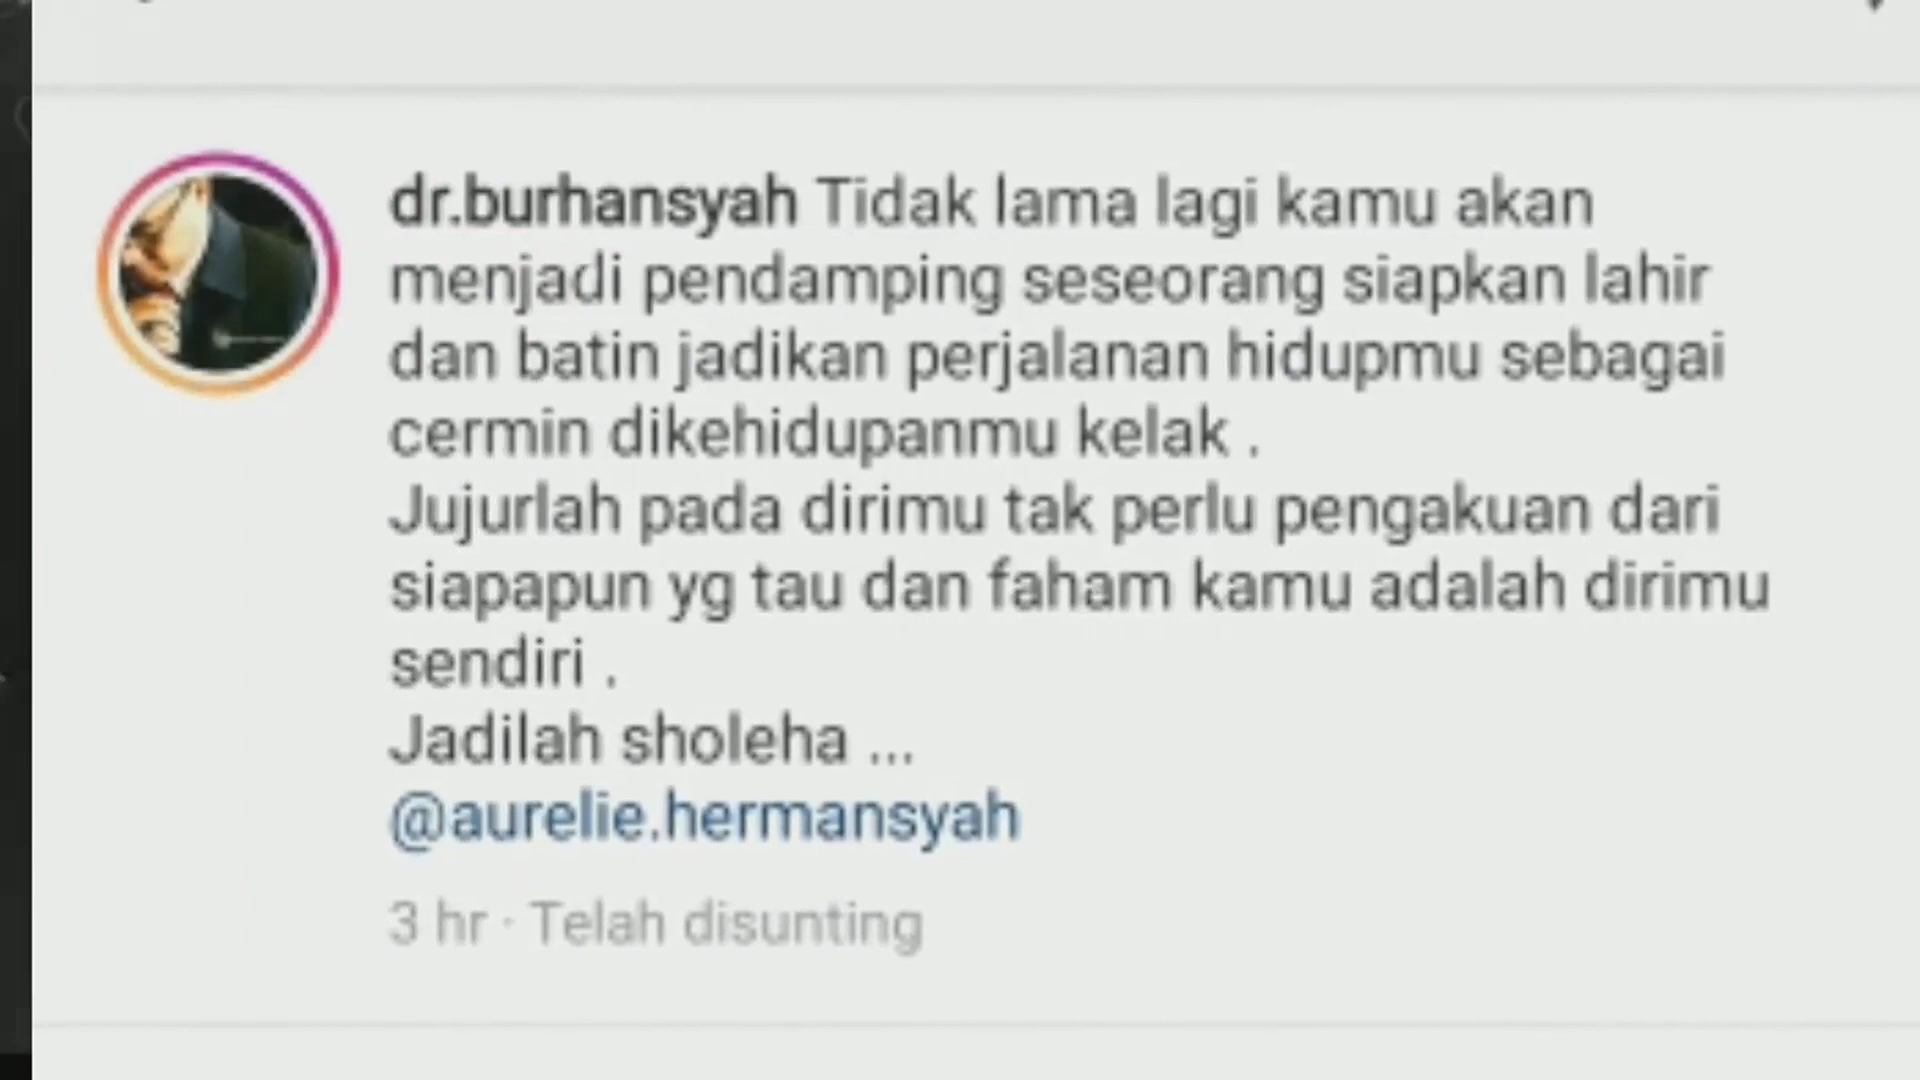 dr.burhansyah Tidak lama lagi kamu akan
menjadi pendamping seseorang siapkan lahir
dan batin jadikan perjalanan hidupmu sebagai
cermin dikehidupanmu kelak .
Jujurlah pada dirimu tak perlu pengakuan dari
siapapun yg tau dan faham kamu adalah dirimu
sendiri .
Jadilah sholeha ...
@aurelie.hermansyah
3 hr · Telah disunting